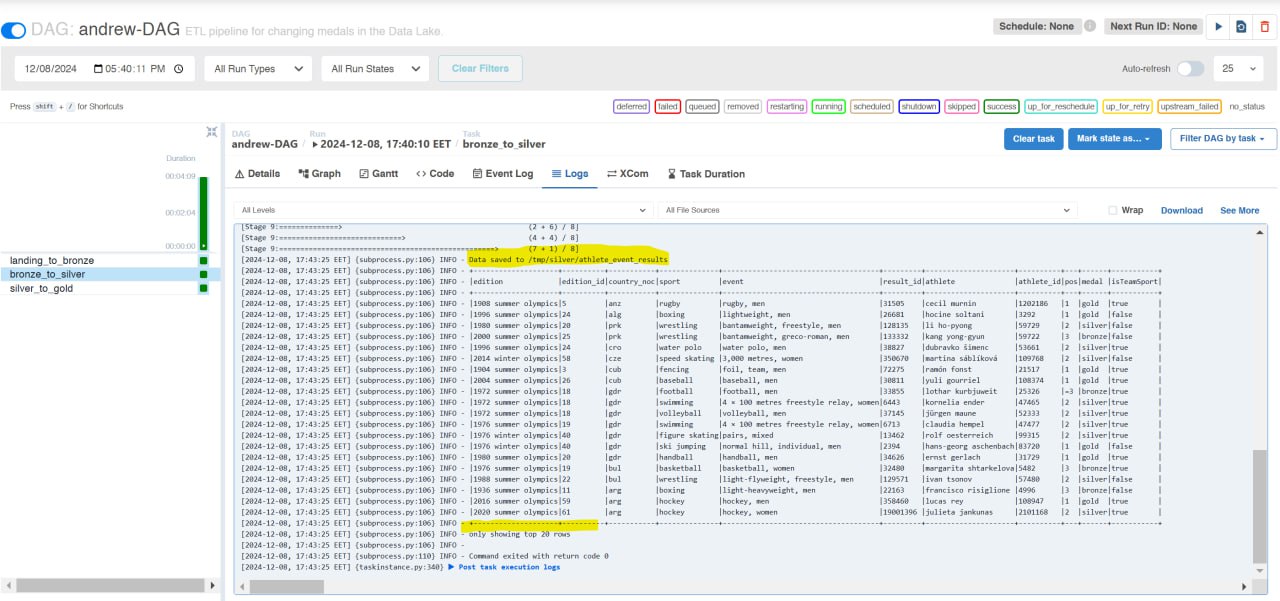 DAG: andrew-DAG ETL pipeline for changing medals in the Data Lake.
Schedule: None Next Run ID: None
12/08/2024 05:40:11 PM All Run Types All Run States Clear Filters Auto-refresh 25
Press shift + / for Shortcuts
deferred failed queued removed restarting running scheduled shutdown skipped success up_for_reschedule up_for_retry upstream_failed no_status
Duration
00:04:09
00:02:04
00:00:00
landing_to_bronze
bronze_to_silver
silver_to_gold
DAG Run Task
andrew-DAG / 2024-12-08, 17:40:10 EET / bronze_to_silver
Clear task Mark state as... Filter DAG by task
Details Graph Gantt Code Event Log Logs XCom Task Duration
All Levels All File Sources Wrap Download See More
[Stage 9:==============> (2 + 6) / 8]
[Stage 9:=============================> (4 + 4) / 8]
[Stage 9:===================================================> (7 + 1) / 8]
[2024-12-08, 17:43:25 EET] {subprocess.py:106} INFO - Data saved to /tmp/silver/athlete_event_results
[2024-12-08, 17:43:25 EET] {subprocess.py:106} INFO - +--------------------+----------+-----------+-------------+------------------------------------+---------+--------------------+----------+---+------+-----------+
[2024-12-08, 17:43:25 EET] {subprocess.py:106} INFO - |edition |edition_id|country_noc|sport |event |result_id|athlete |athlete_id|pos|medal |isTeamSport|
[2024-12-08, 17:43:25 EET] {subprocess.py:106} INFO - +--------------------+----------+-----------+-------------+------------------------------------+---------+--------------------+----------+---+------+-----------+
[2024-12-08, 17:43:25 EET] {subprocess.py:106} INFO - |1908 summer olympics|5 |anz |rugby |rugby, men |31505 |cecil murnin |1202186 |1 |gold |true |
[2024-12-08, 17:43:25 EET] {subprocess.py:106} INFO - |1996 summer olympics|24 |alg |boxing |lightweight, men |26681 |hocine soltani |3292 |1 |gold |false |
[2024-12-08, 17:43:25 EET] {subprocess.py:106} INFO - |1980 summer olympics|20 |prk |wrestling |bantamweight, freestyle, men |128135 |li ho-pyong |59729 |2 |silver|false |
[2024-12-08, 17:43:25 EET] {subprocess.py:106} INFO - |2000 summer olympics|25 |prk |wrestling |bantamweight, greco-roman, men |133332 |kang yong-gyun |59722 |3 |bronze|false |
[2024-12-08, 17:43:25 EET] {subprocess.py:106} INFO - |1996 summer olympics|24 |cro |water polo |water polo, men |38827 |dubravko šimenc |53661 |2 |silver|true |
[2024-12-08, 17:43:25 EET] {subprocess.py:106} INFO - |2014 winter olympics|58 |cze |speed skating |3,000 metres, women |350670 |martina sáblíková |109768 |2 |silver|false |
[2024-12-08, 17:43:25 EET] {subprocess.py:106} INFO - |1904 summer olympics|3 |cub |fencing |foil, team, men |72275 |ramón fonst |21517 |1 |gold |true |
[2024-12-08, 17:43:25 EET] {subprocess.py:106} INFO - |2004 summer olympics|26 |cub |baseball |baseball, men |30811 |yuli gourriel |108374 |1 |gold |true |
[2024-12-08, 17:43:25 EET] {subprocess.py:106} INFO - |1972 summer olympics|18 |gdr |football |football, men |33855 |lothar kurbjuweit |25326 |=3 |bronze|true |
[2024-12-08, 17:43:25 EET] {subprocess.py:106} INFO - |1972 summer olympics|18 |gdr |swimming |4 × 100 metres freestyle relay, women|6443 |kornelia ender |47465 |2 |silver|true |
[2024-12-08, 17:43:25 EET] {subprocess.py:106} INFO - |1972 summer olympics|18 |gdr |volleyball |volleyball, men |37145 |jürgen maune |52333 |2 |silver|true |
[2024-12-08, 17:43:25 EET] {subprocess.py:106} INFO - |1976 summer olympics|19 |gdr |swimming |4 × 100 metres freestyle relay, women|6713 |claudia hempel |47477 |2 |silver|true |
[2024-12-08, 17:43:25 EET] {subprocess.py:106} INFO - |1976 winter olympics|40 |gdr |figure skating|pairs, mixed |13462 |rolf oesterreich |99315 |2 |silver|true |
[2024-12-08, 17:43:25 EET] {subprocess.py:106} INFO - |1976 winter olympics|40 |gdr |ski jumping |normal hill, individual, men |2394 |hans-georg aschenbach|83720 |1 |gold |false |
[2024-12-08, 17:43:25 EET] {subprocess.py:106} INFO - |1980 summer olympics|20 |gdr |handball |handball, men |34626 |ernst gerlach |31729 |1 |gold |true |
[2024-12-08, 17:43:25 EET] {subprocess.py:106} INFO - |1976 summer olympics|19 |bul |basketball |basketball, women |32480 |margarita shtarkelova|5482 |3 |bronze|true |
[2024-12-08, 17:43:25 EET] {subprocess.py:106} INFO - |1988 summer olympics|22 |bul |wrestling |light-flyweight, freestyle, men |129571 |ivan tsonov |57480 |2 |silver|false |
[2024-12-08, 17:43:25 EET] {subprocess.py:106} INFO - |1936 summer olympics|11 |arg |boxing |light-heavyweight, men |22163 |francisco risiglione |4996 |3 |bronze|false |
[2024-12-08, 17:43:25 EET] {subprocess.py:106} INFO - |2016 summer olympics|59 |arg |hockey |hockey, men |358460 |lucas rey |108947 |1 |gold |true |
[2024-12-08, 17:43:25 EET] {subprocess.py:106} INFO - |2020 summer olympics|61 |arg |hockey |hockey, women |19001396 |julieta jankunas |2101168 |2 |silver|true |
[2024-12-08, 17:43:25 EET] {subprocess.py:106} INFO - +--------------------+----------+-----------+-------------+------------------------------------+---------+--------------------+----------+---+------+-----------+
[2024-12-08, 17:43:25 EET] {subprocess.py:106} INFO - only showing top 20 rows
[2024-12-08, 17:43:25 EET] {subprocess.py:106} INFO -
[2024-12-08, 17:43:25 EET] {subprocess.py:110} INFO - Command exited with return code 0
[2024-12-08, 17:43:25 EET] {taskinstance.py:340} ▶ Post task execution logs